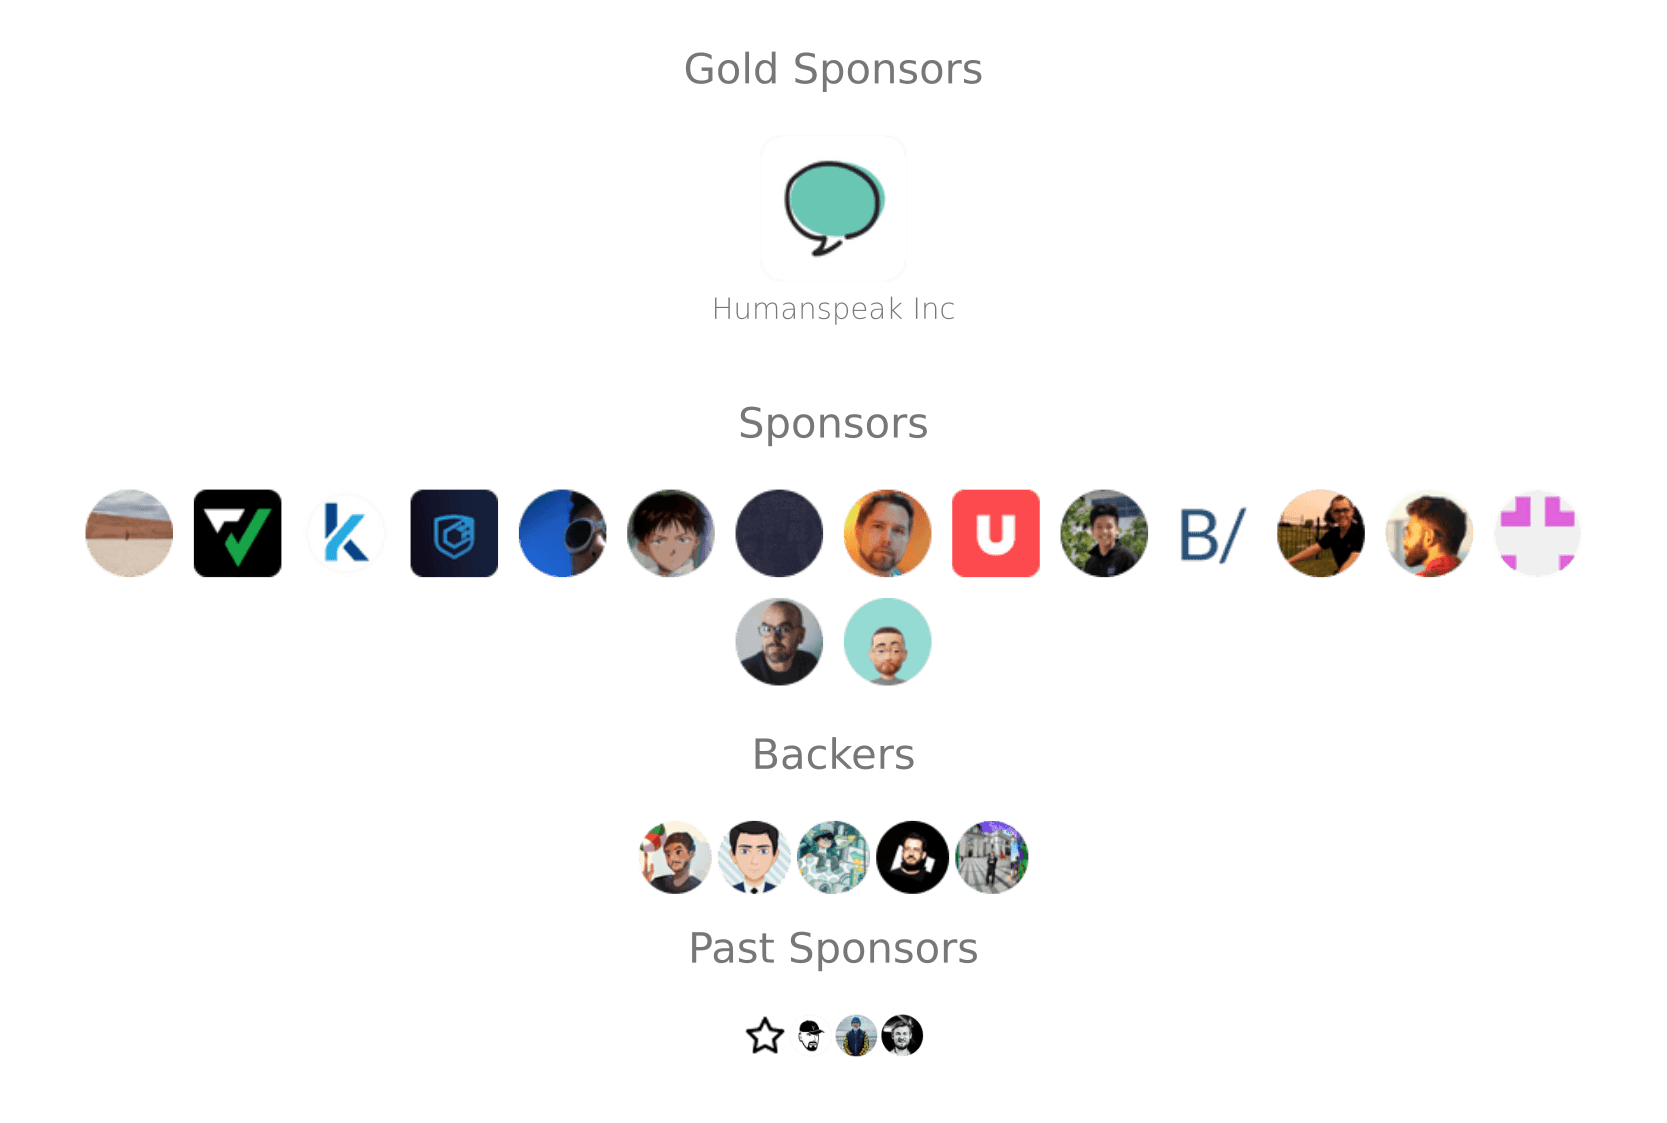 Gold Sponsors
Humanspeak Inc
Sponsors
U
B/
Backers
Past Sponsors